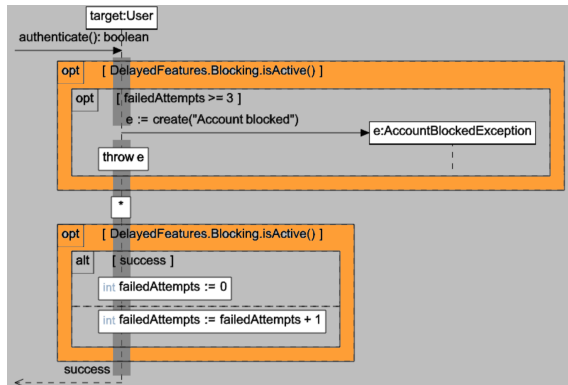 target:User
authenticate(): boolean
opt [ DelayedFeatures.Blocking.isActive() ]
opt [ failedAttempts >= 3 ]
e := create("Account blocked")
e:AccountBlockedException
throw e
*
opt [ DelayedFeatures.Blocking.isActive() ]
alt [ success ]
int failedAttempts := 0
int failedAttempts := failedAttempts + 1
success